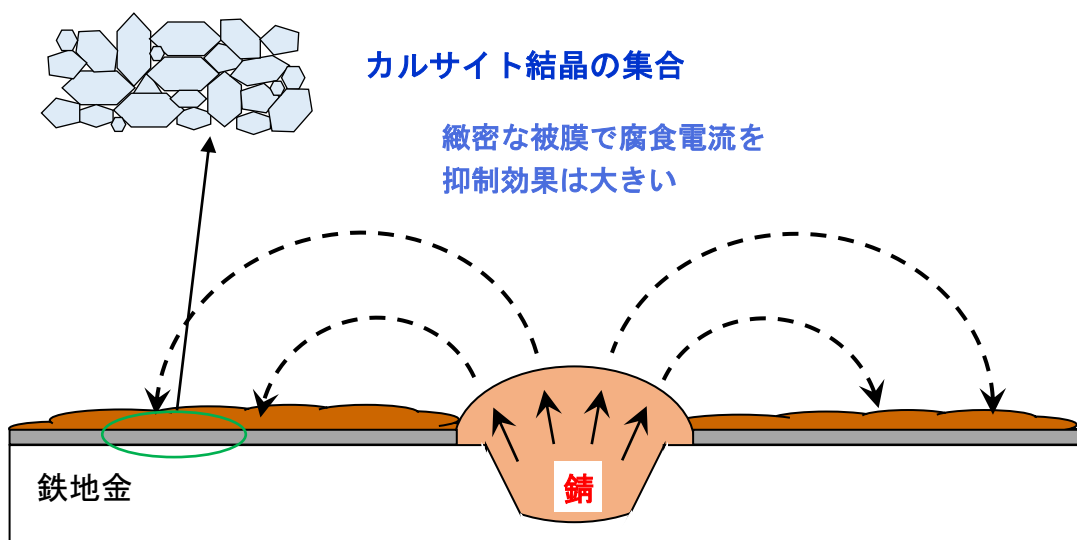 カルサイト結晶の集合
緻密な被膜で腐食電流を
抑制効果は大きい
鉄地金
錆